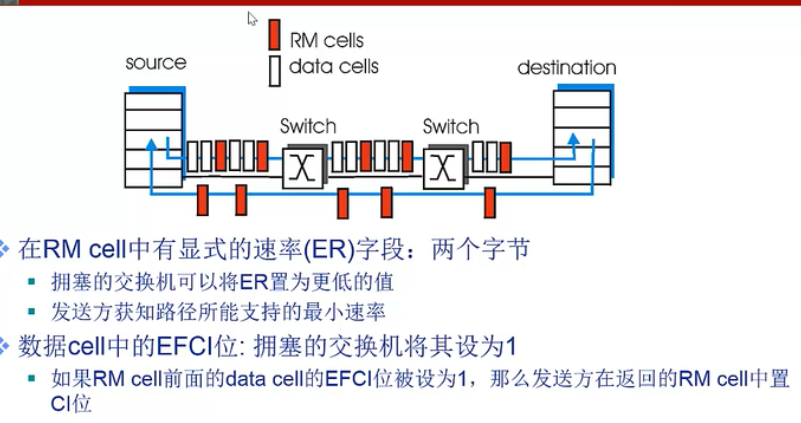 RM cells
data cells
source
destination
Switch
Switch
在RM cell中有显式的速率(ER)字段：两个字节
拥塞的交换机可以将ER置为更低的值
发送方获知路径所能支持的最小速率
数据cell中的EFCI位: 拥塞的交换机将其设为1
如果RM cell前面的data cell的EFCI位被设为1，那么发送方在返回的RM cell中置
CI位